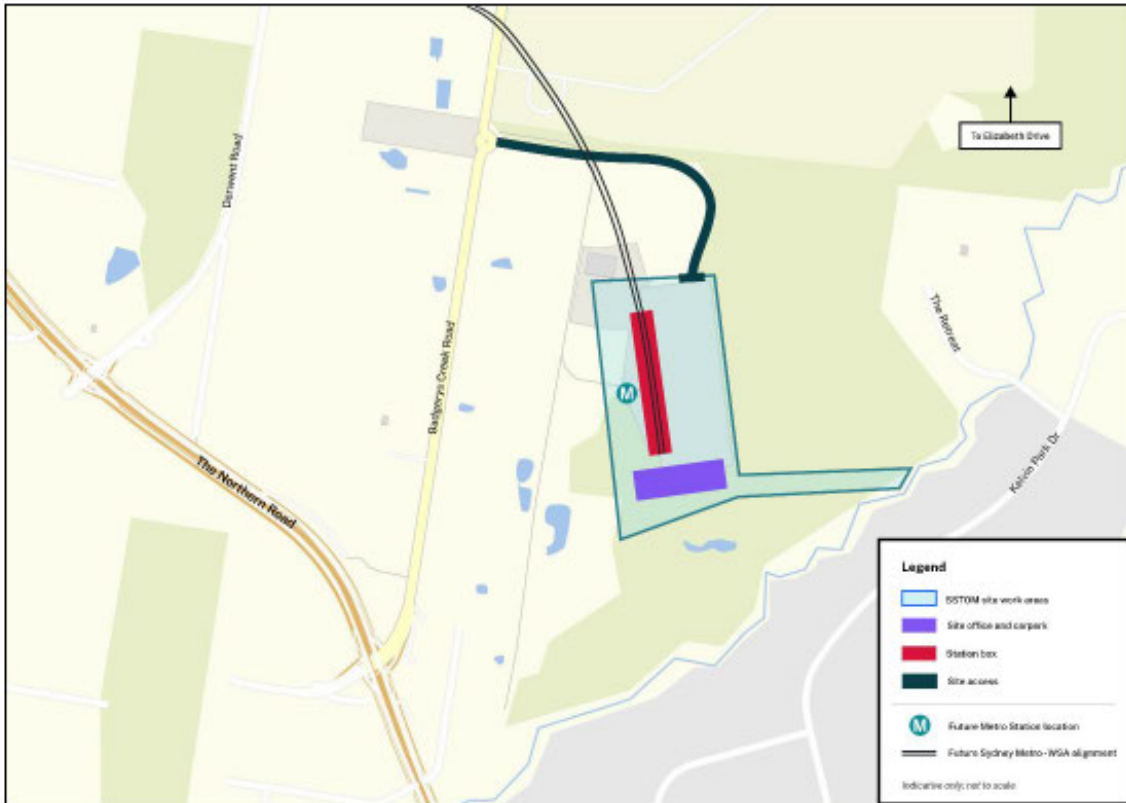 To Elizabeth Drive
Derwent Road
Badgerys Creek Road
The Northern Road
The Retreat
Kelvin Park Dr
M
Legend
SSTOM site work areas
Site office and carpark
Station box
Site access
M
Future Metro Station location
Future Sydney Metro - WSA alignment
Indicative only; not to scale